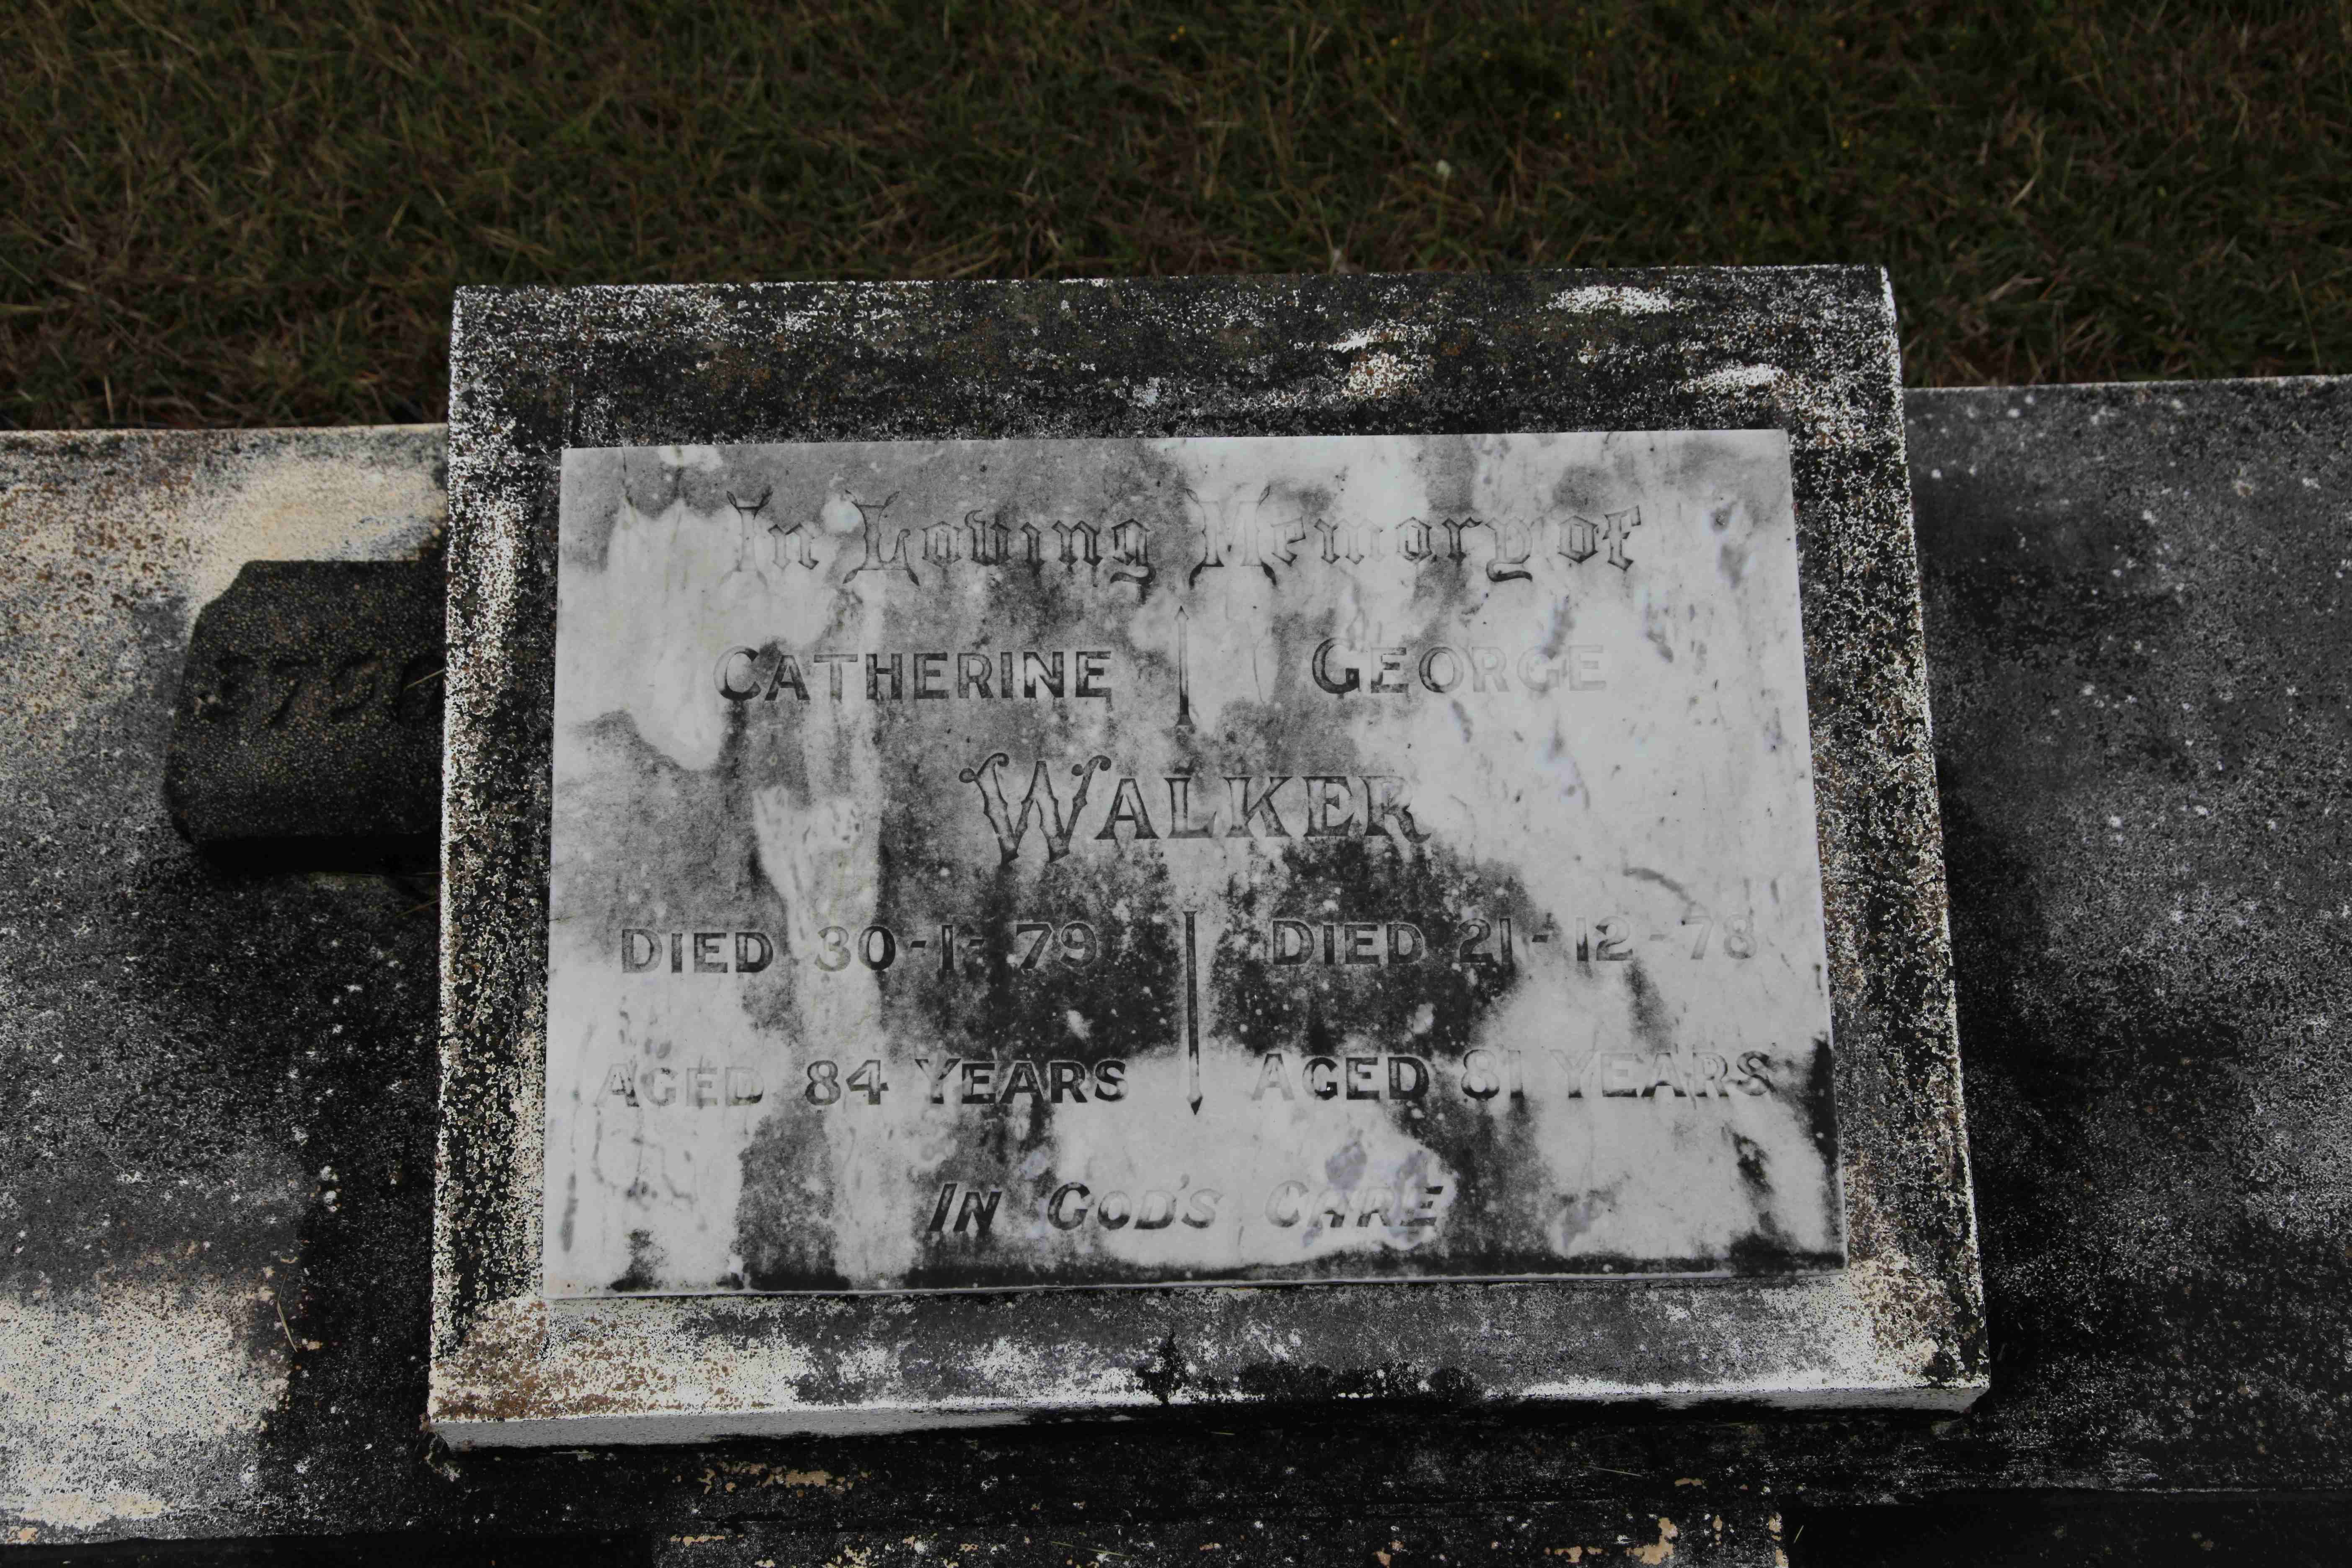 In Loving Memory of
CATHERINE GEORGE
WALKER
DIED 30-1-79 DIED 21-12-78
AGED 84 YEARS AGED 81 YEARS
IN GOD'S CARE